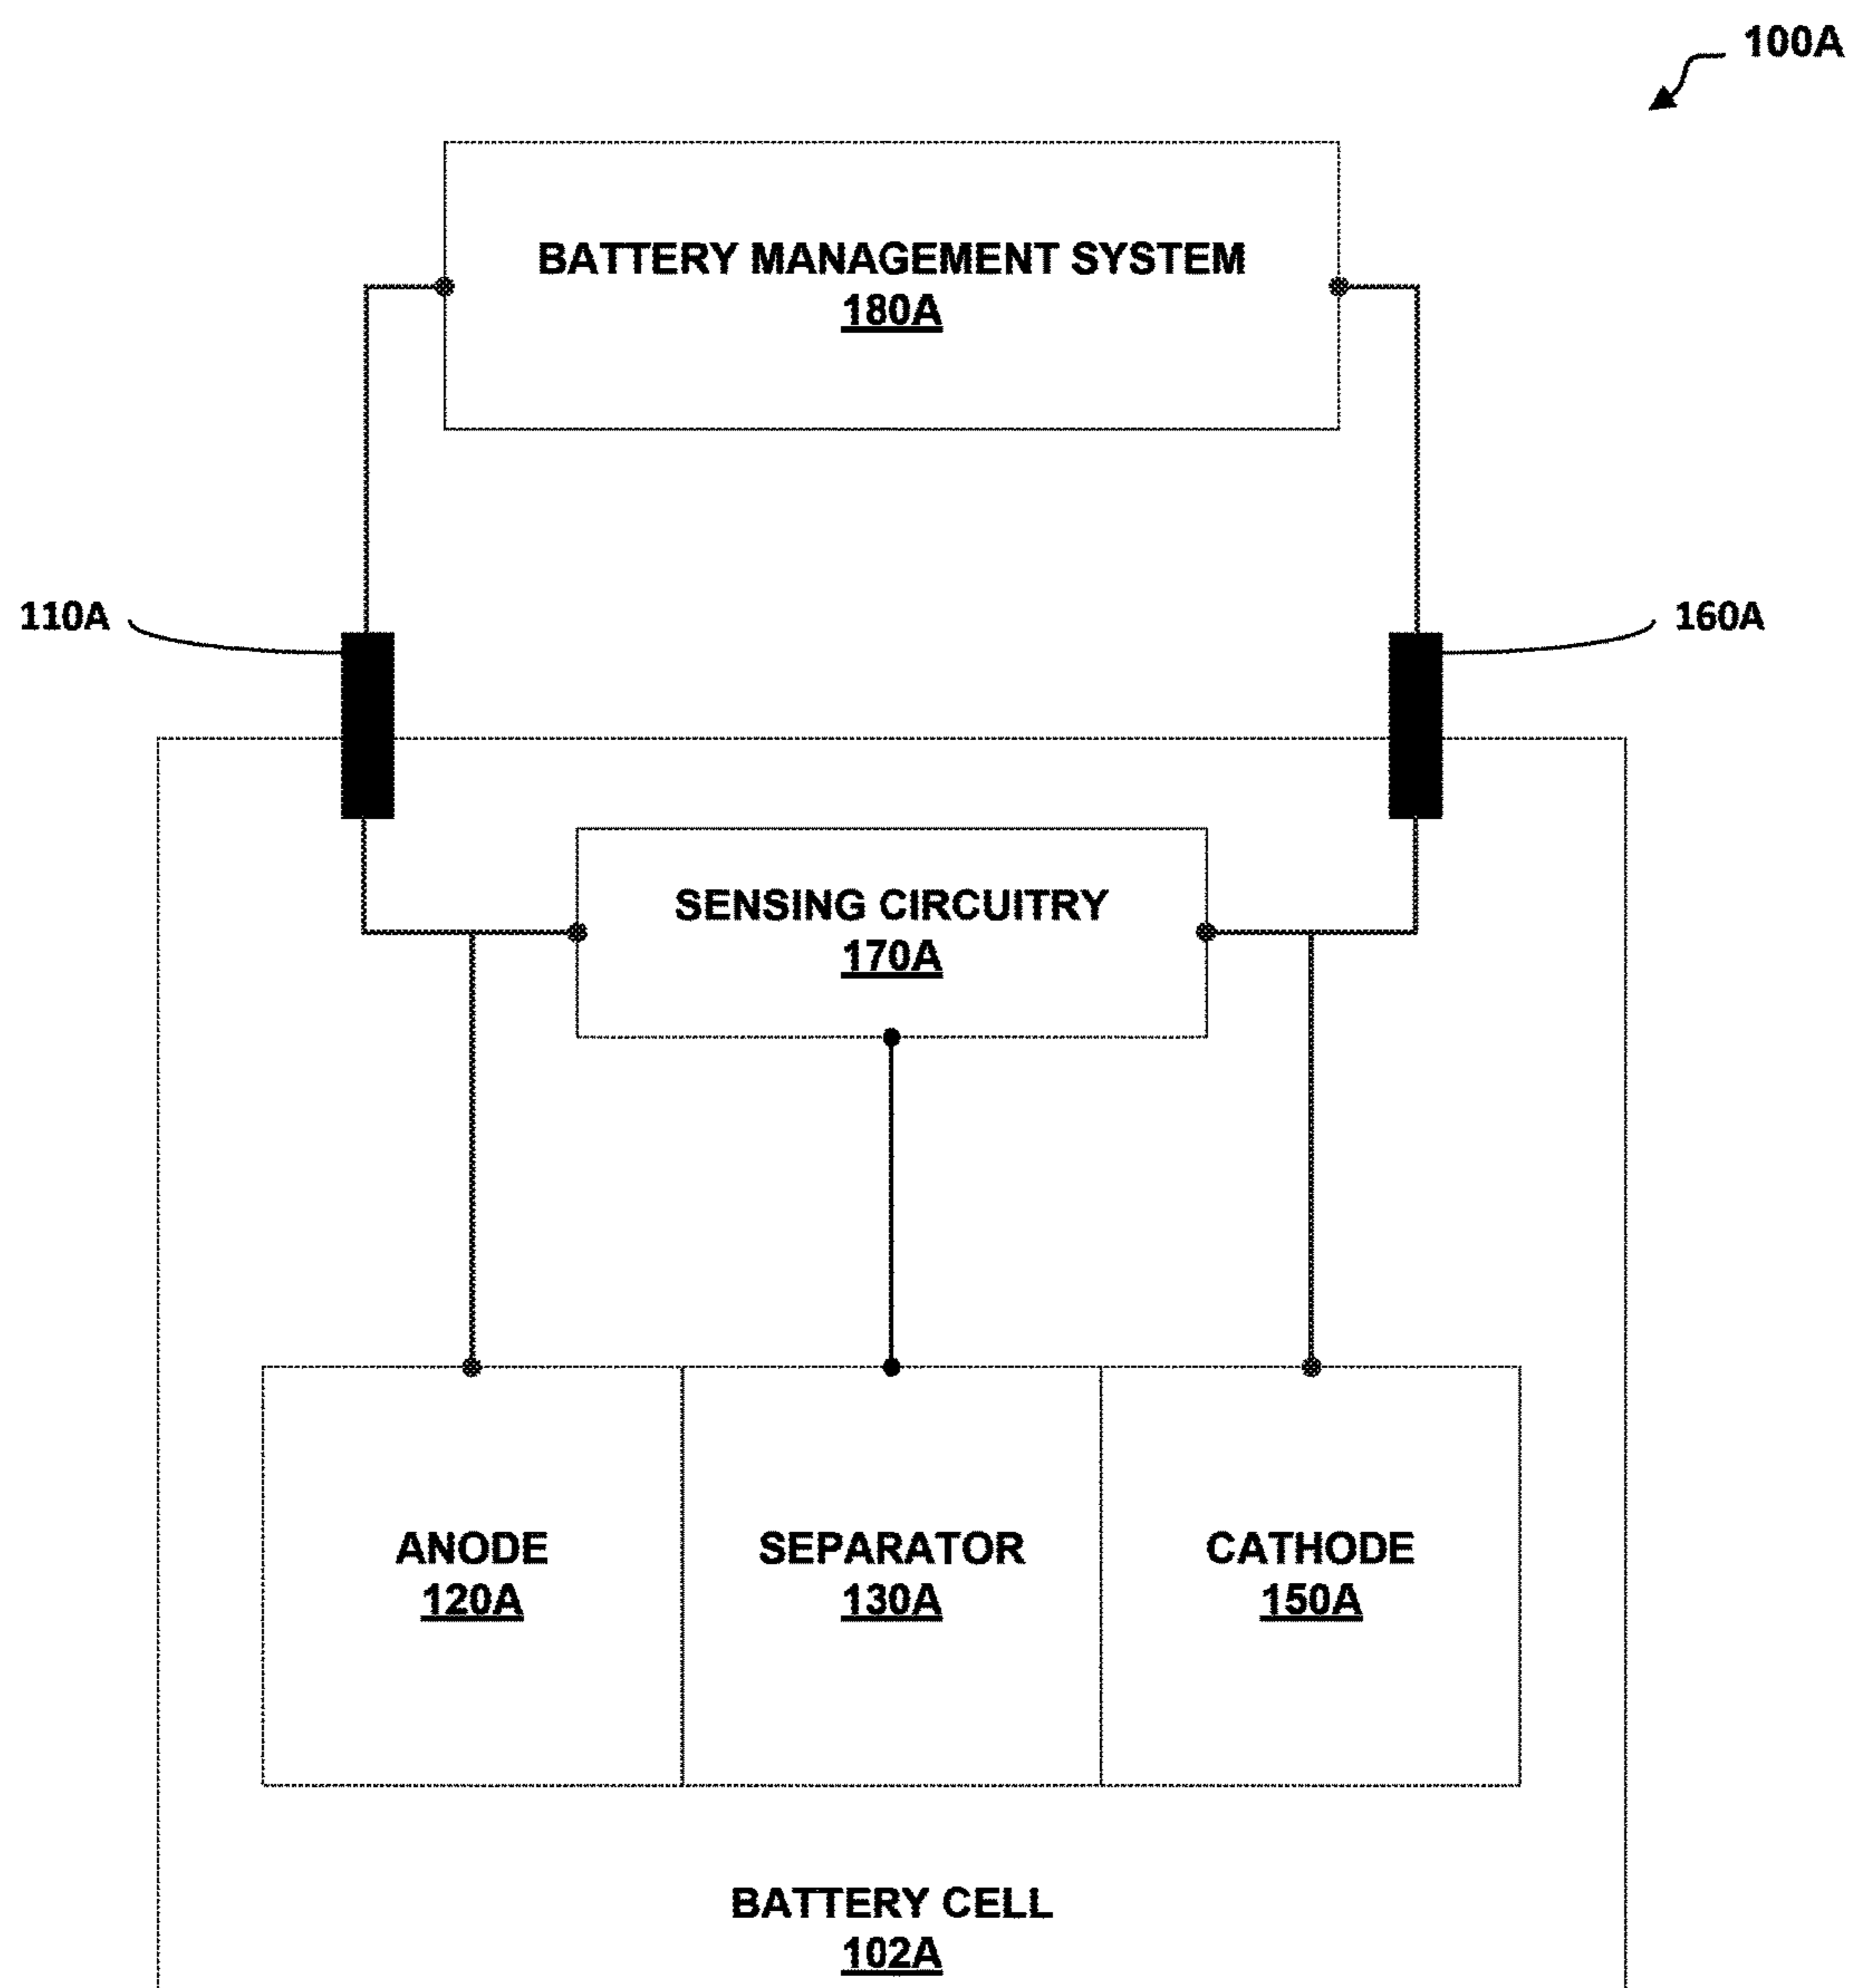 100A
BATTERY MANAGEMENT SYSTEM
180A
110A
160A
SENSING CIRCUITRY
170A
ANODE
120A
SEPARATOR
130A
CATHODE
150A
BATTERY CELL
102A